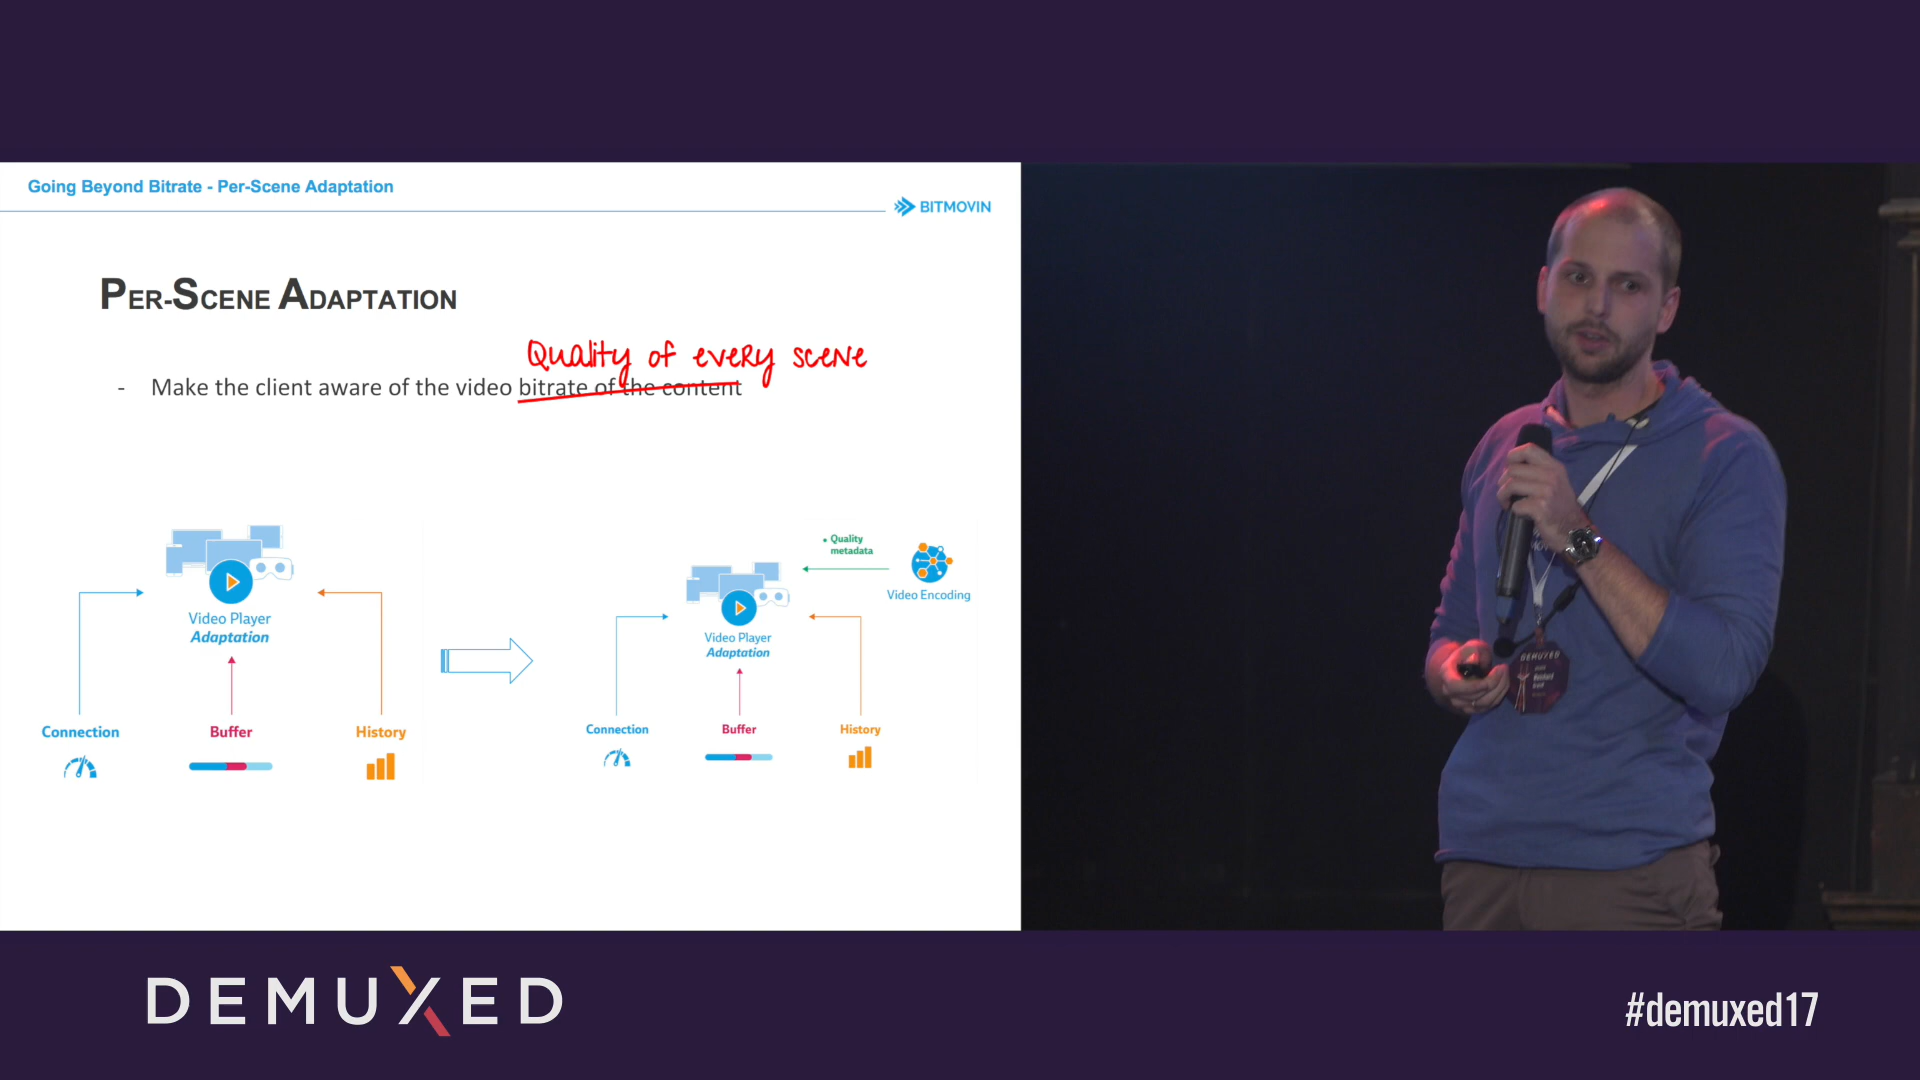 Going Beyond Bitrate - Per-Scene Adaptation
BITMOVIN
PER-SCENE ADAPTATION
Quality of every scene
- Make the client aware of the video bitrate of the content
Video Player
Adaptation
Connection
Buffer
History
• Quality
metadata
Video Encoding
Video Player
Adaptation
Connection
Buffer
History
DEMUXED
DEMUXED
#demuxed17